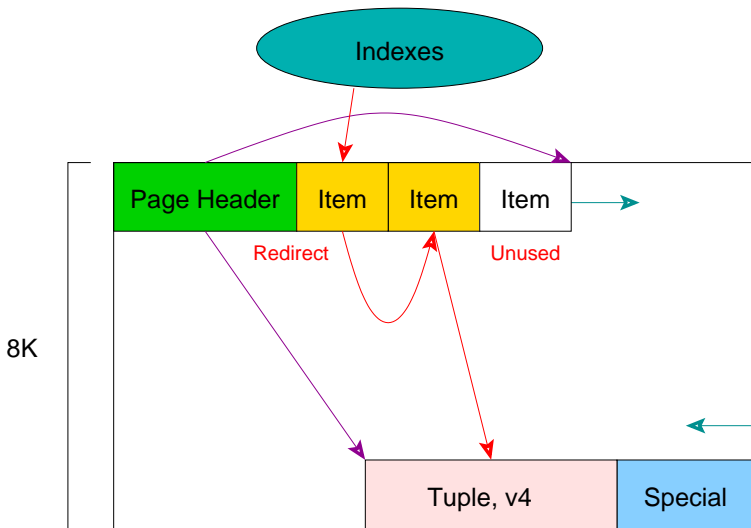 Indexes
Page Header
Item
Item
Item
Redirect
Unused
8K
Tuple, v4
Special